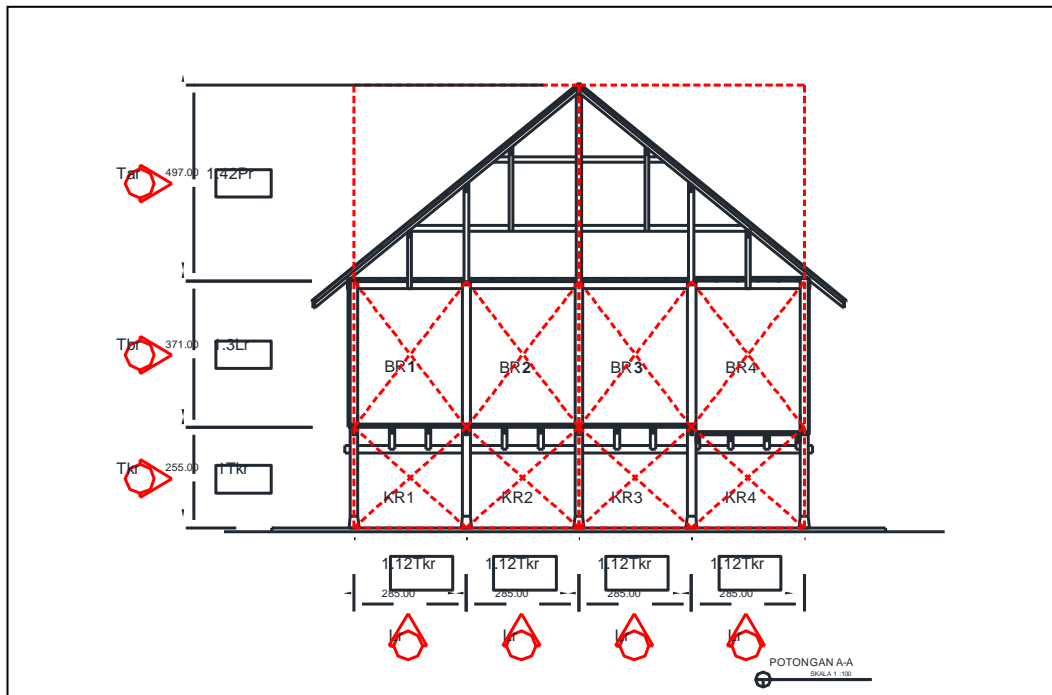 Tar 497.00 1.42Pr
Tbr 371.00 1.3Lr
BR1 BR2 BR3 BR4
Tkr 255.00 1Tkr
KR1 KR2 KR3 KR4
1.12Tkr 1.12Tkr 1.12Tkr 1.12Tkr
285.00 285.00 285.00 285.00
Lr Lr Lr Lr
POTONGAN A-A
SKALA 1 :100